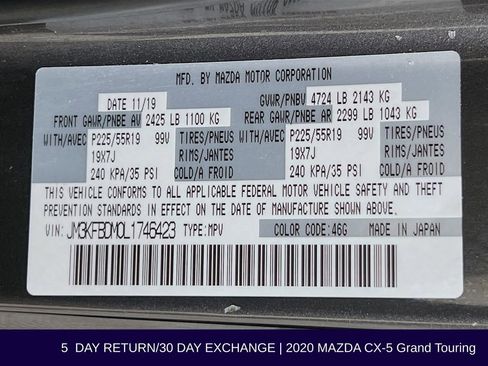 MFD. BY MAZDA MOTOR CORPORATION
DATE 11/19 GVWR/PNBV 4724 LB 2143 KG
FRONT GAWR/PNBE AV 2425 LB 1100 KG REAR GAWR/PNBE AR 2299 LB 1043 KG
WITH/AVEC P225/55R19 99V TIRES/PNEUS WITH/AVEC P225/55R19 99V TIRES/PNEUS
19X7J RIMS/JANTES 19X7J RIMS/JANTES
240 KPA/35 PSI COLD/A FROID 240 KPA/35 PSI COLD/A FROID
THIS VEHICLE CONFORMS TO ALL APPLICABLE FEDERAL MOTOR VEHICLE SAFETY AND THEFT
PREVENTION STANDARDS IN EFFECT ON THE DATE OF MANUFACTURE SHOWN ABOVE.
VIN: JM3KFBDM0L1746423 TYPE: MPV COLOR CODE: 46G MADE IN JAPAN
5 DAY RETURN/30 DAY EXCHANGE | 2020 MAZDA CX-5 Grand Touring